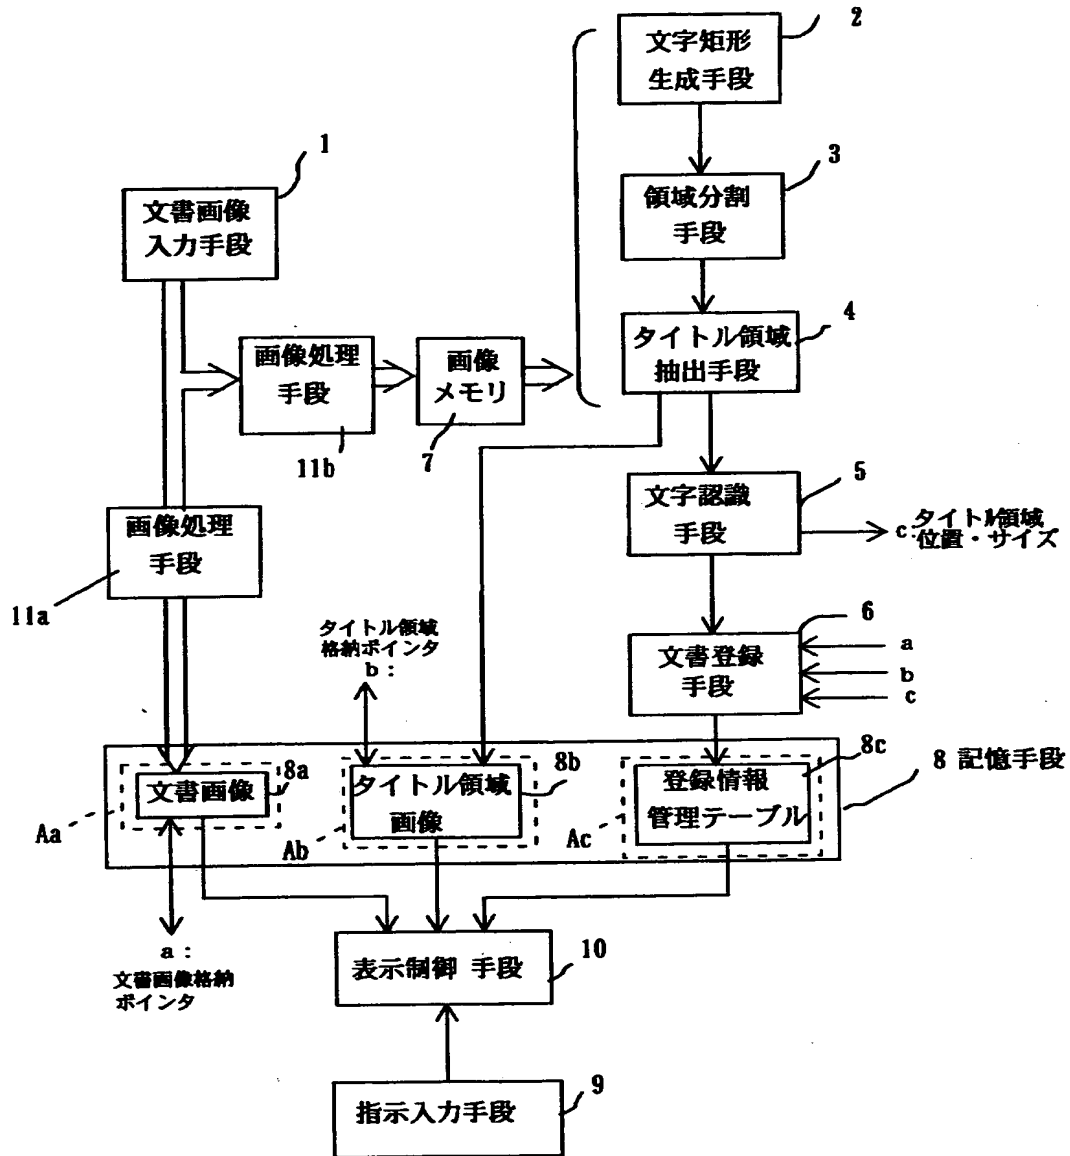 2
文字矩形
生成手段
1
3
文書画像
入力手段
領域分割
手段
4
タイトル領域
抽出手段
画像処理
手段
11b
画像
メモリ
7
5
文字認識
手段
c:タイトル領域
位置・サイズ
画像処理
手段
11a
6
文書登録
手段
a
b
c
タイトル領域
格納ポインタ
b:
8a
文書画像
Aa
8b
タイトル領域
画像
Ab
8c
登録情報
管理テーブル
Ac
8 記憶手段
a:
文書画像格納
ポインタ
10
表示制御 手段
9
指示入力手段